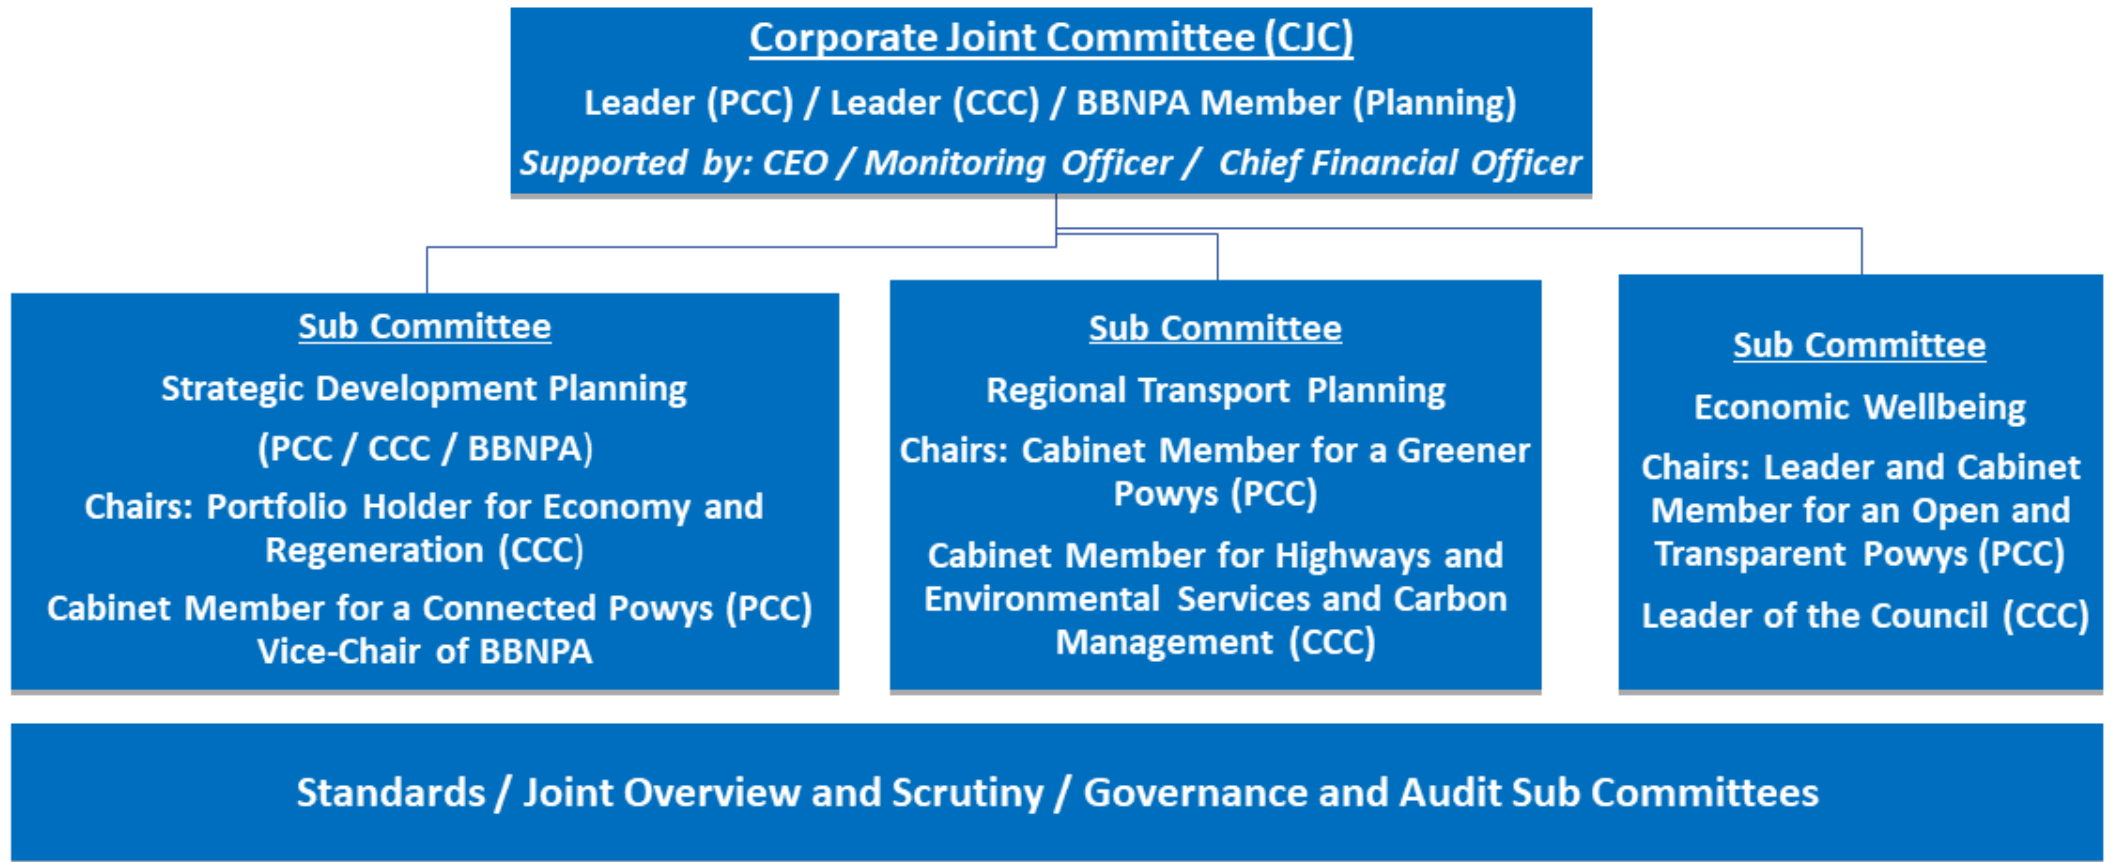 Corporate Joint Committee (CJC)
Leader (PCC) / Leader (CCC) / BBNPA Member (Planning)
Supported by: CEO / Monitoring Officer / Chief Financial Officer
Sub Committee
Strategic Development Planning
(PCC / CCC / BBNPA)
Chairs: Portfolio Holder for Economy and
Regeneration (CCC)
Cabinet Member for a Connected Powys (PCC)
Vice-Chair of BBNPA
Sub Committee
Regional Transport Planning
Chairs: Cabinet Member for a Greener
Powys (PCC)
Cabinet Member for Highways and
Environmental Services and Carbon
Management (CCC)
Sub Committee
Economic Wellbeing
Chairs: Leader and Cabinet
Member for an Open and
Transparent Powys (PCC)
Leader of the Council (CCC)
Standards / Joint Overview and Scrutiny / Governance and Audit Sub Committees